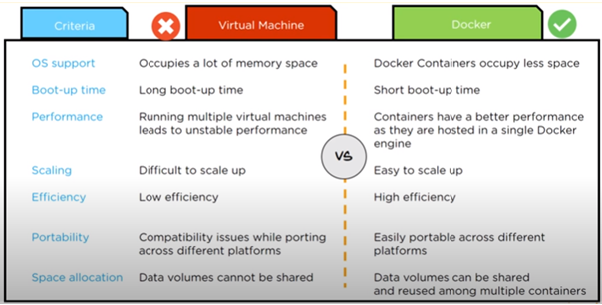 Criteria Virtual Machine Docker
OS support Occupies a lot of memory space Docker Containers occupy less space
Boot-up time Long boot-up time Short boot-up time
Performance Running multiple virtual machines Containers have a better performance
leads to unstable performance as they are hosted in a single Docker
engine
VS
Scaling Difficult to scale up Easy to scale up
Efficiency Low efficiency High efficiency
Portability Compatibility issues while porting Easily portable across different
across different platforms platforms
Space allocation Data volumes cannot be shared Data volumes can be shared
and reused among multiple containers